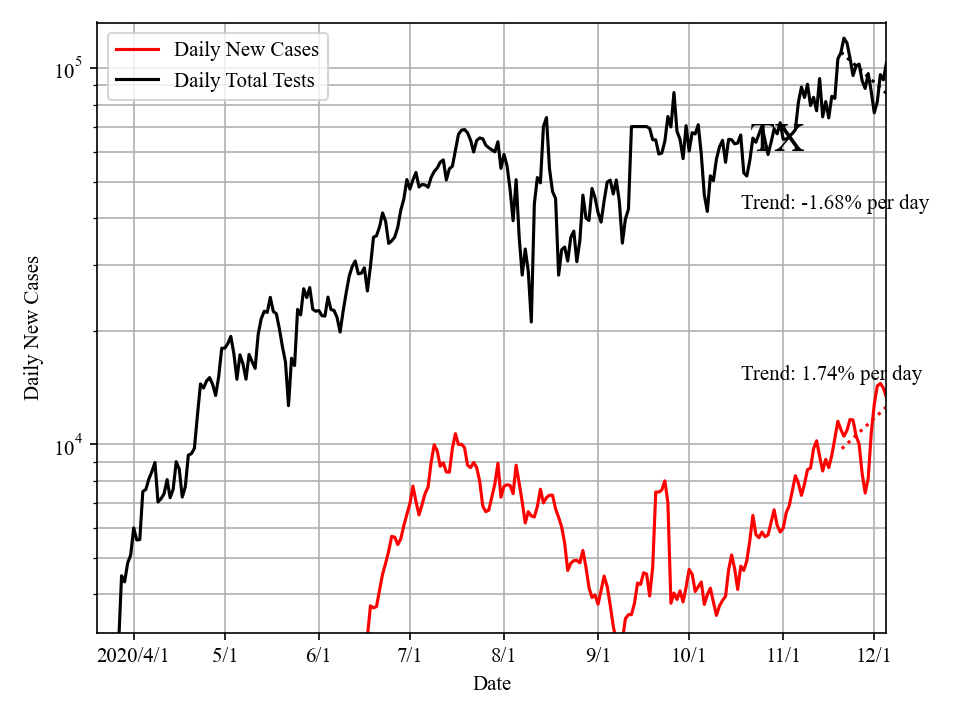 Daily New Cases
Daily Total Tests
10^5
TX
Trend: -1.68% per day
Daily New Cases
Trend: 1.74% per day
10^4
2020/4/1 5/1 6/1 7/1 8/1 9/1 10/1 11/1 12/1
Date